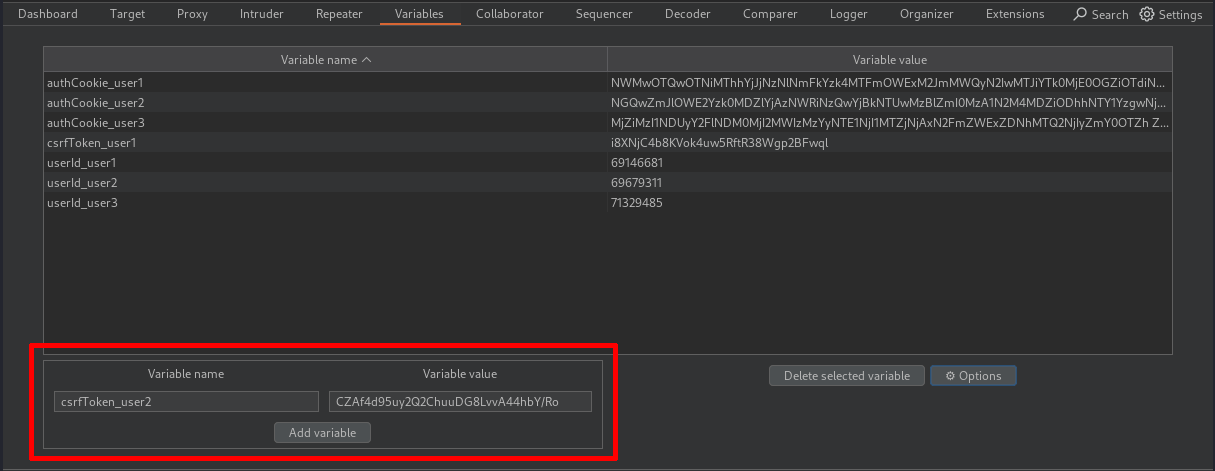 Dashboard Target Proxy Intruder Repeater Variables Collaborator Sequencer Decoder Comparer Logger Organizer Extensions Search Settings
Variable name Variable value
authCookie_user1 NWMwOTQwOTNiMThhYjJjNzNlNmFkYzk4MTFmOWExM2JmMWQyN2IwMTJiYTk0MjE0OGZiOTdiN...
authCookie_user2 NGQwZmJlOWE2Yzk0MDZlYjAzNWRiNzQwYjBkNTUwMzBlZmI0MzA1N2M4MDZiODhhNTY1YzgwNj...
authCookie_user3 MjZiMzI1NDUyY2FlNDM0MjI2MWIzMzYyNTE1NjI1MTZjNjAxN2FmZWExZDNhMTQ2NjIyZmY0OTZh Z...
csrfToken_user1 i8XNjC4b8KVok4uw5RftR38Wgp2BFwql
userId_user1 69146681
userId_user2 69679311
userId_user3 71329485
Variable name Variable value
csrfToken_user2 CZAf4d95uy2Q2ChuuDG8LvvA44hbY/Ro
Add variable
Delete selected variable Options